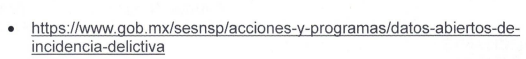 • https://www.gob.mx/sesnsp/acciones-y-programas/datos-abiertos-de-
incidencia-delictiva